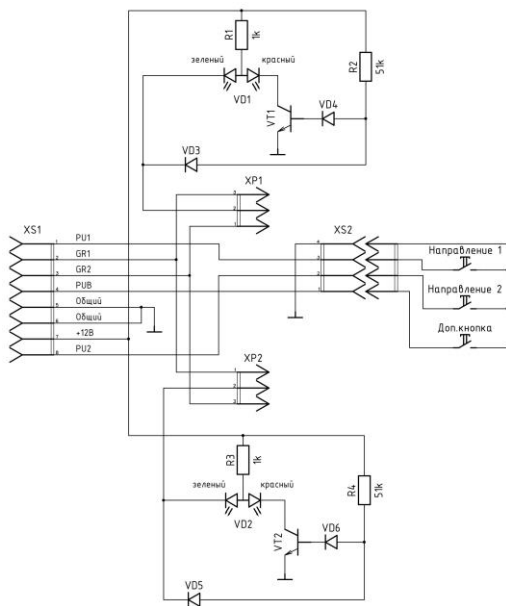 R1
1k
зеленый
красный
R2
51k
VD1
VT1
VD4
VD3
XP1
3
2
1
XS1
XS2
1 PU1
2 GR1
3 GR2
4 PUB
5 Общий
6 Общий
7 +12В
8 PU2
4
3
2
1
Направление 1
Направление 2
Доп.кнопка
XP2
1
2
3
R3
1k
зеленый
красный
R4
51k
VD2
VT2
VD6
VD5